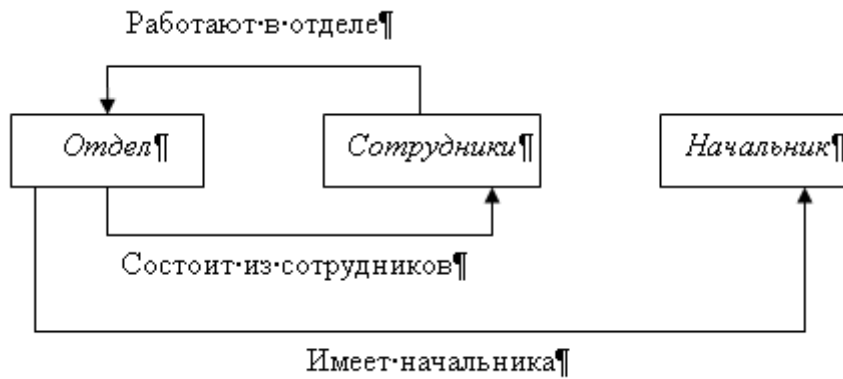 Работают·в·отделе¶
Отдел¶
Сотрудники¶
Начальник¶
Состоит·из·сотрудников¶
Имеет·начальника¶